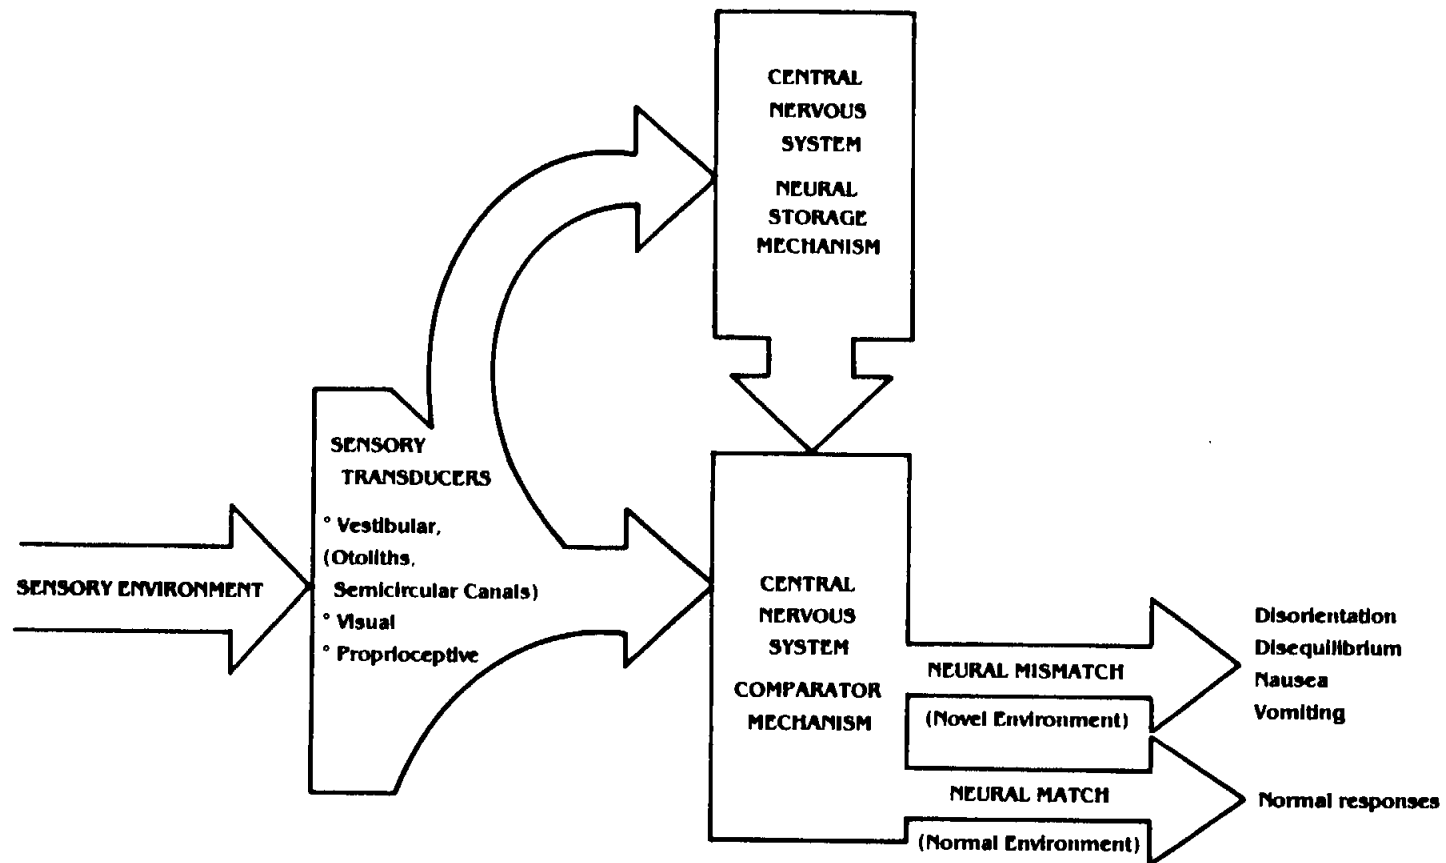 CENTRAL
NERVOUS
SYSTEM
NEURAL
STORAGE
MECHANISM
SENSORY
TRANSDUCERS
° Vestibular,
(Otoliths,
Semicircular Canals)
° Visual
° Proprioceptive
SENSORY ENVIRONMENT
CENTRAL
NERVOUS
SYSTEM
COMPARATOR
MECHANISM
NEURAL MISMATCH
(Novel Environment)
Disorientation
Disequilibrium
Nausea
Vomiting
NEURAL MATCH
(Normal Environment)
Normal responses